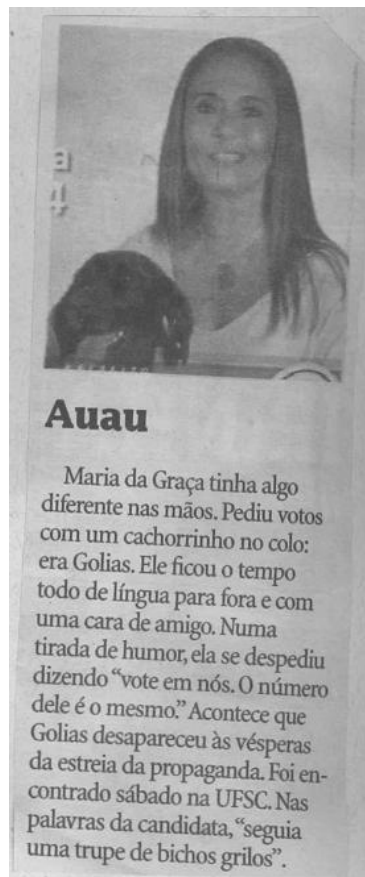 a
4
Auau
Maria da Graça tinha algo
diferente nas mãos. Pediu votos
com um cachorrinho no colo:
era Golias. Ele ficou o tempo
todo de língua para fora e com
uma cara de amigo. Numa
tirada de humor, ela se despediu
dizendo “vote em nós. O número
dele é o mesmo.” Acontece que
Golias desapareceu às vésperas
da estreia da propaganda. Foi en-
contrado sábado na UFSC. Nas
palavras da candidata, “seguia
uma trupe de bichos grilos”.